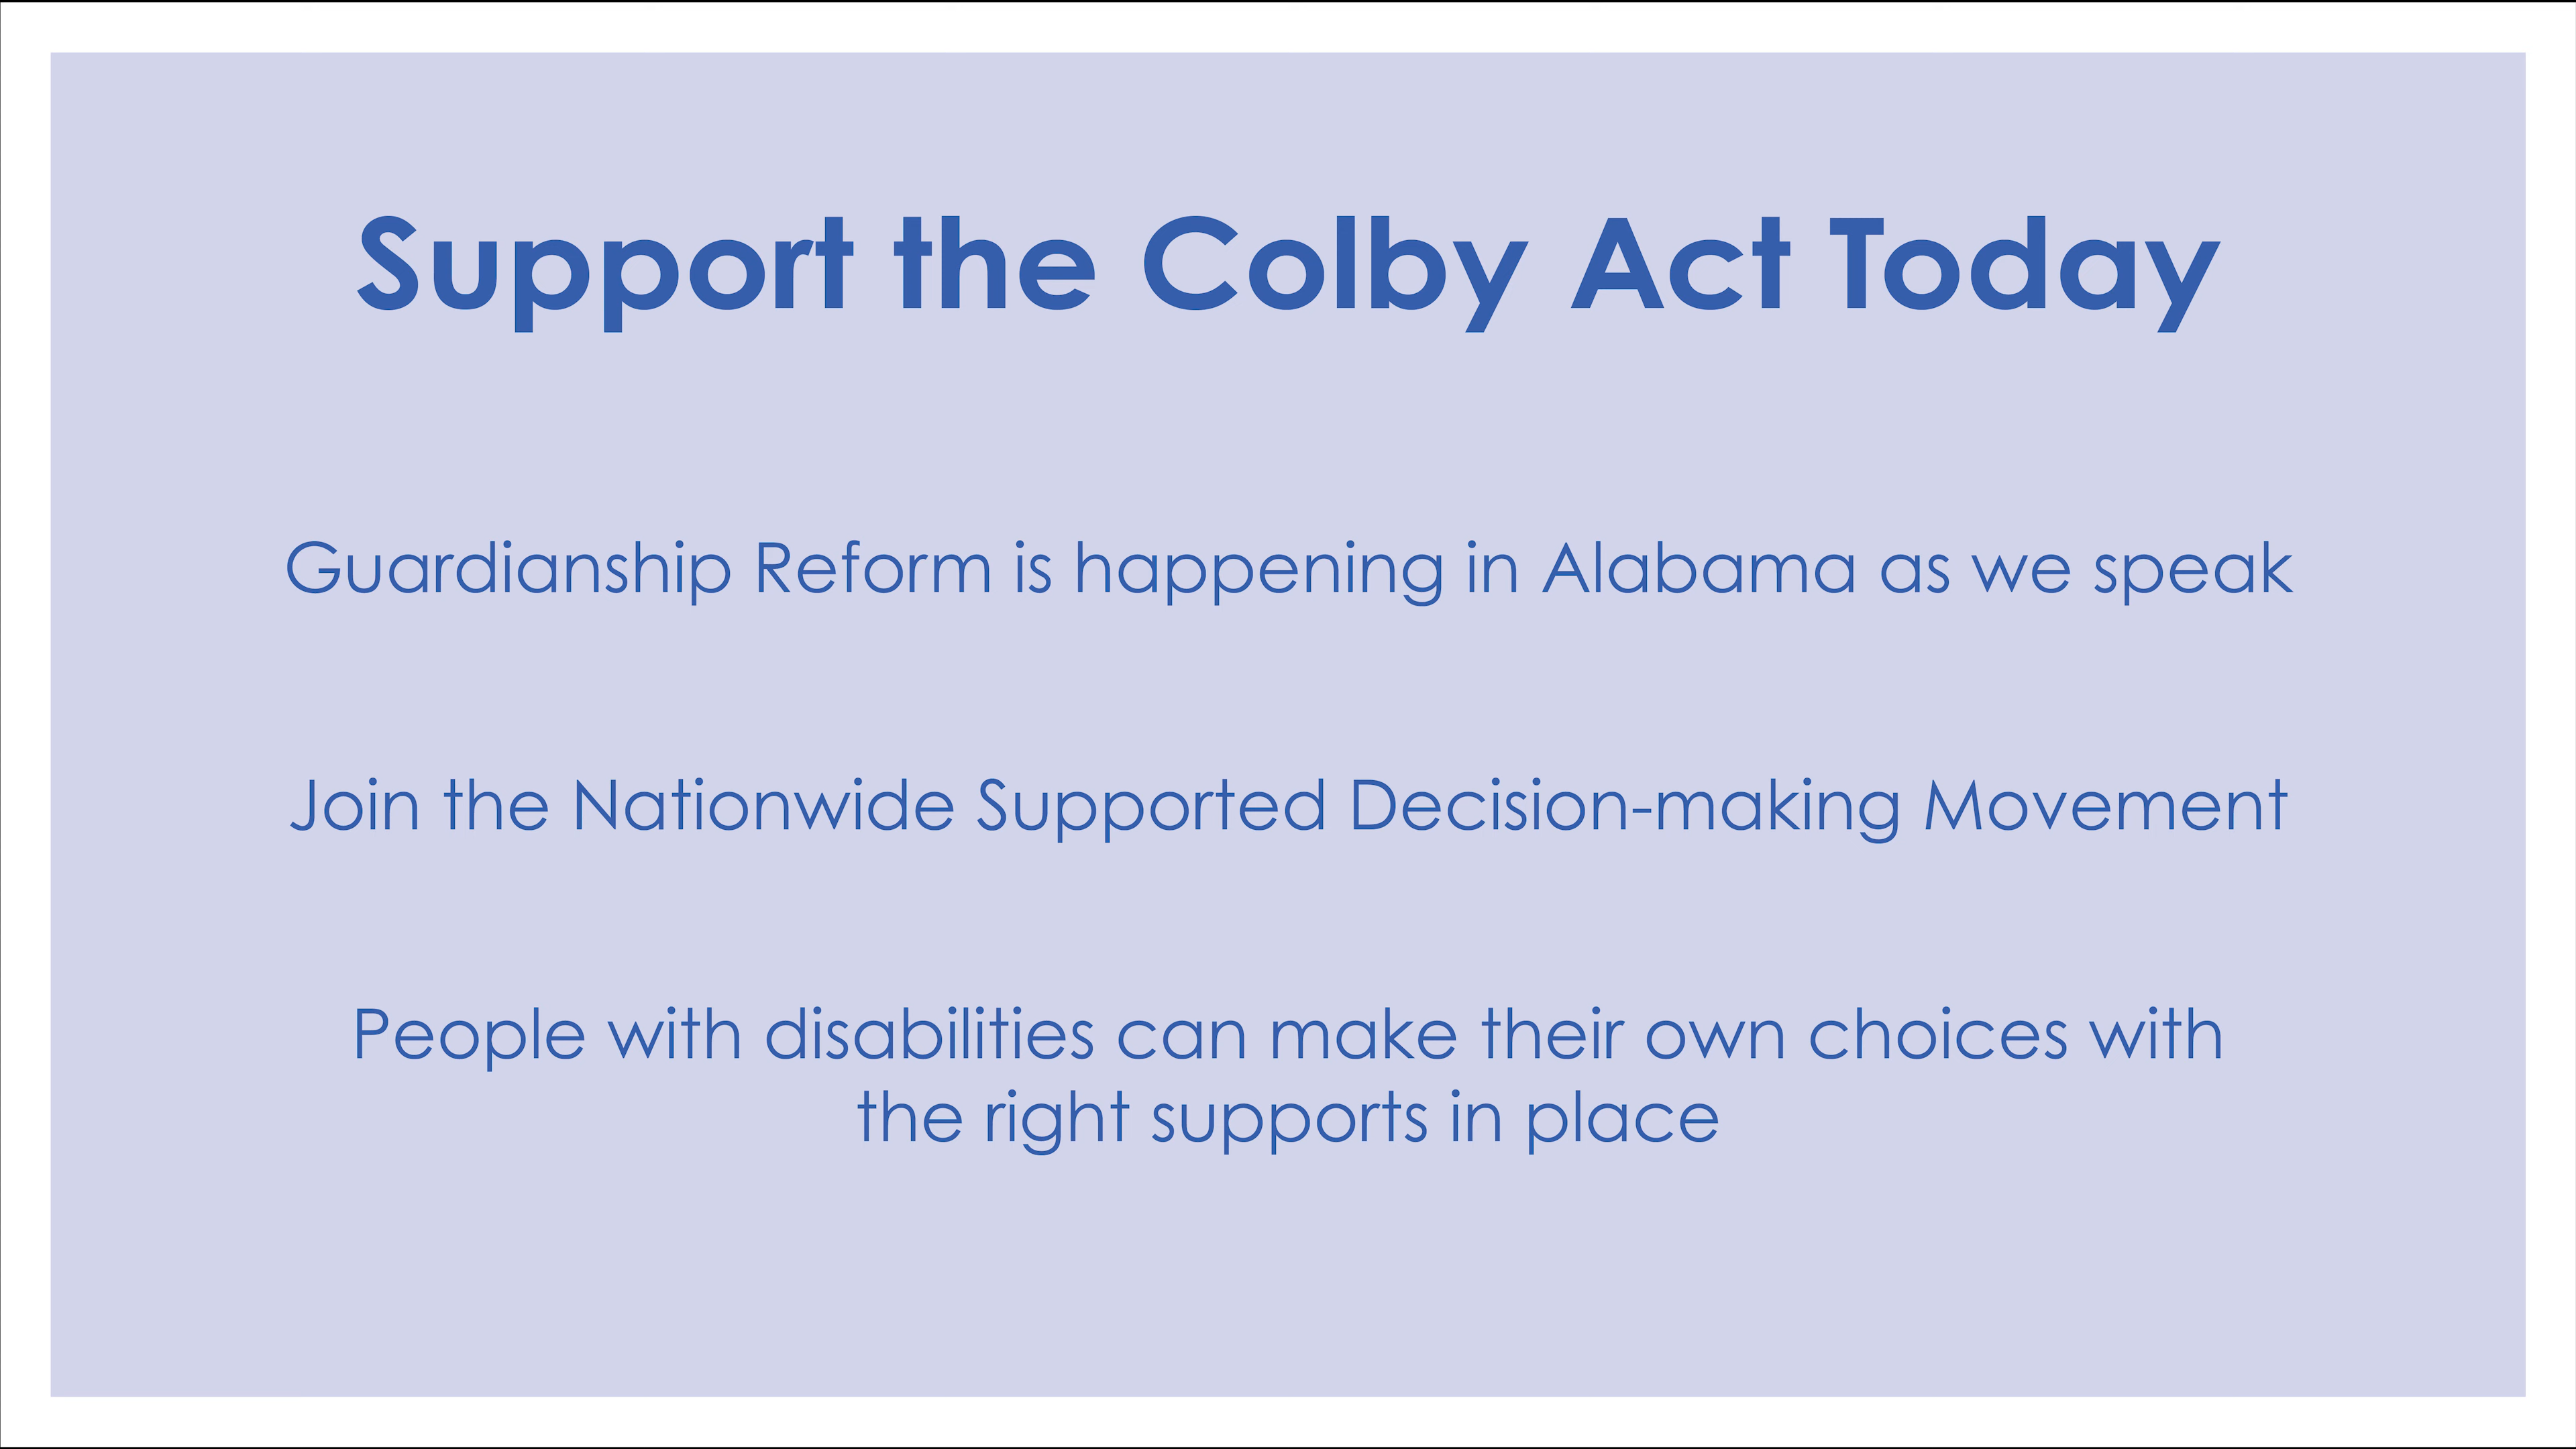 Support the Colby Act Today
Guardianship Reform is happening in Alabama as we speak
Join the Nationwide Supported Decision-making Movement
People with disabilities can make their own choices with
the right supports in place